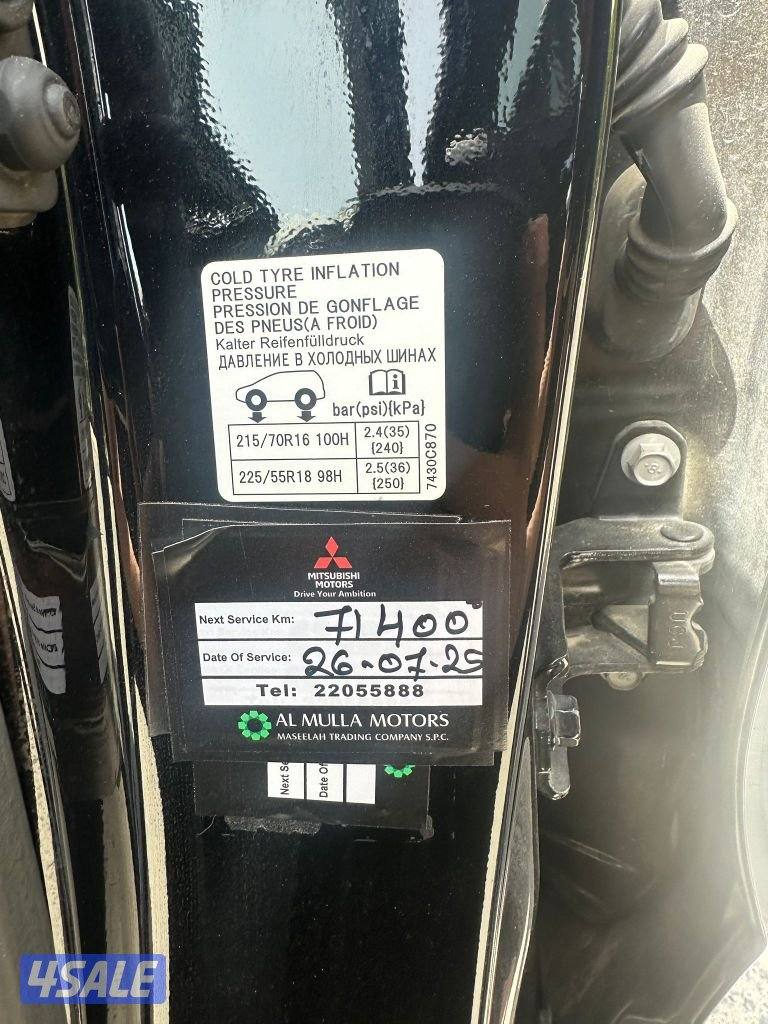 COLD TYRE INFLATION
PRESSURE
PRESSION DE GONFLAGE
DES PNEUS(A FROID)
Kalter Reifenfülldruck
ДАВЛЕНИЕ В ХОЛОДНЫХ ШИНАХ
bar(psi){kPa}
215/70R16 100H 2.4(35)
{240}
225/55R18 98H 2.5(36)
{250}
7430C870
MITSUBISHI
MOTORS
Drive Your Ambition
Next Service Km: 71400
Date Of Service: 26-07-25
Tel: 22055888
AL MULLA MOTORS
MASEELAH TRADING COMPANY S.P.C.
Next Se
Date Of
4SALE